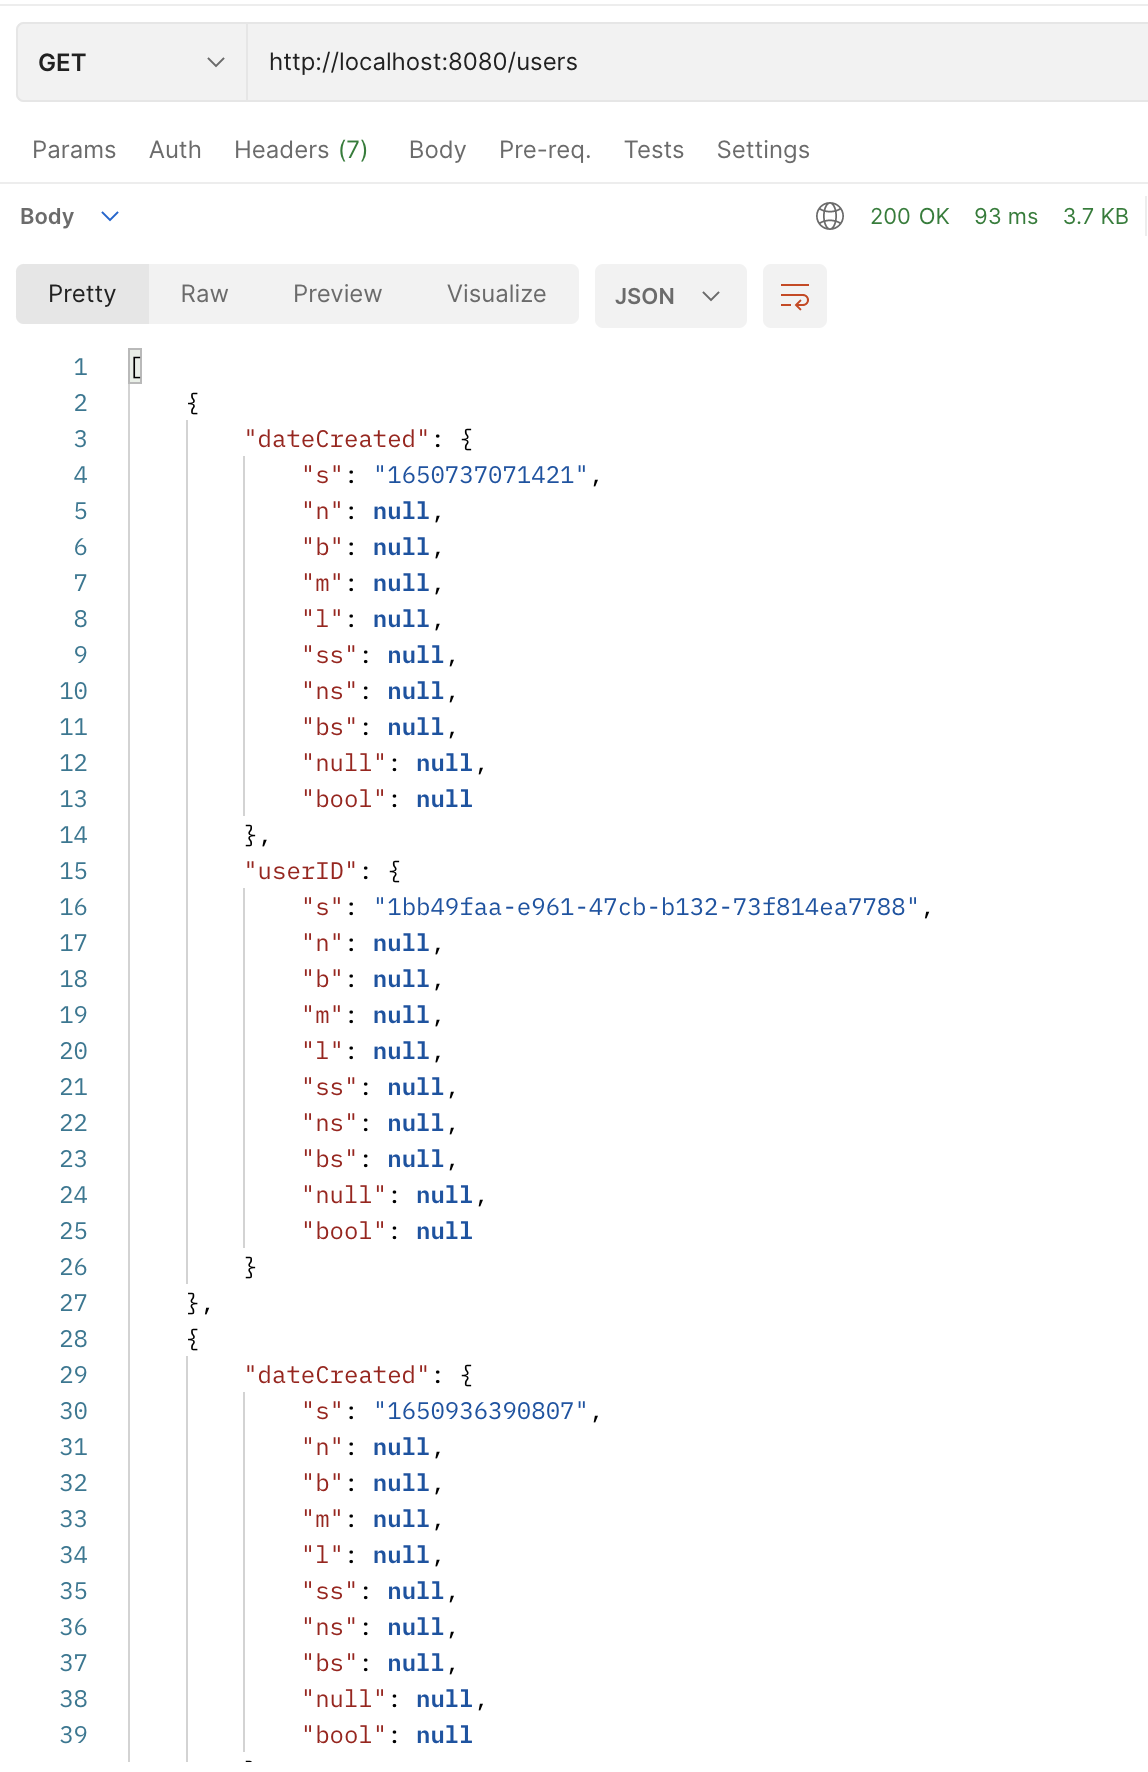 GET http://localhost:8080/users
Params Auth Headers (7) Body Pre-req. Tests Settings
Body 200 OK 93 ms 3.7 KB
Pretty Raw Preview Visualize JSON
1 [
2 {
3 "dateCreated": {
4 "s": "1650737071421",
5 "n": null,
6 "b": null,
7 "m": null,
8 "l": null,
9 "ss": null,
10 "ns": null,
11 "bs": null,
12 "null": null,
13 "bool": null
14 },
15 "userID": {
16 "s": "1bb49faa-e961-47cb-b132-73f814ea7788",
17 "n": null,
18 "b": null,
19 "m": null,
20 "l": null,
21 "ss": null,
22 "ns": null,
23 "bs": null,
24 "null": null,
25 "bool": null
26 }
27 },
28 {
29 "dateCreated": {
30 "s": "1650936390807",
31 "n": null,
32 "b": null,
33 "m": null,
34 "l": null,
35 "ss": null,
36 "ns": null,
37 "bs": null,
38 "null": null,
39 "bool": null